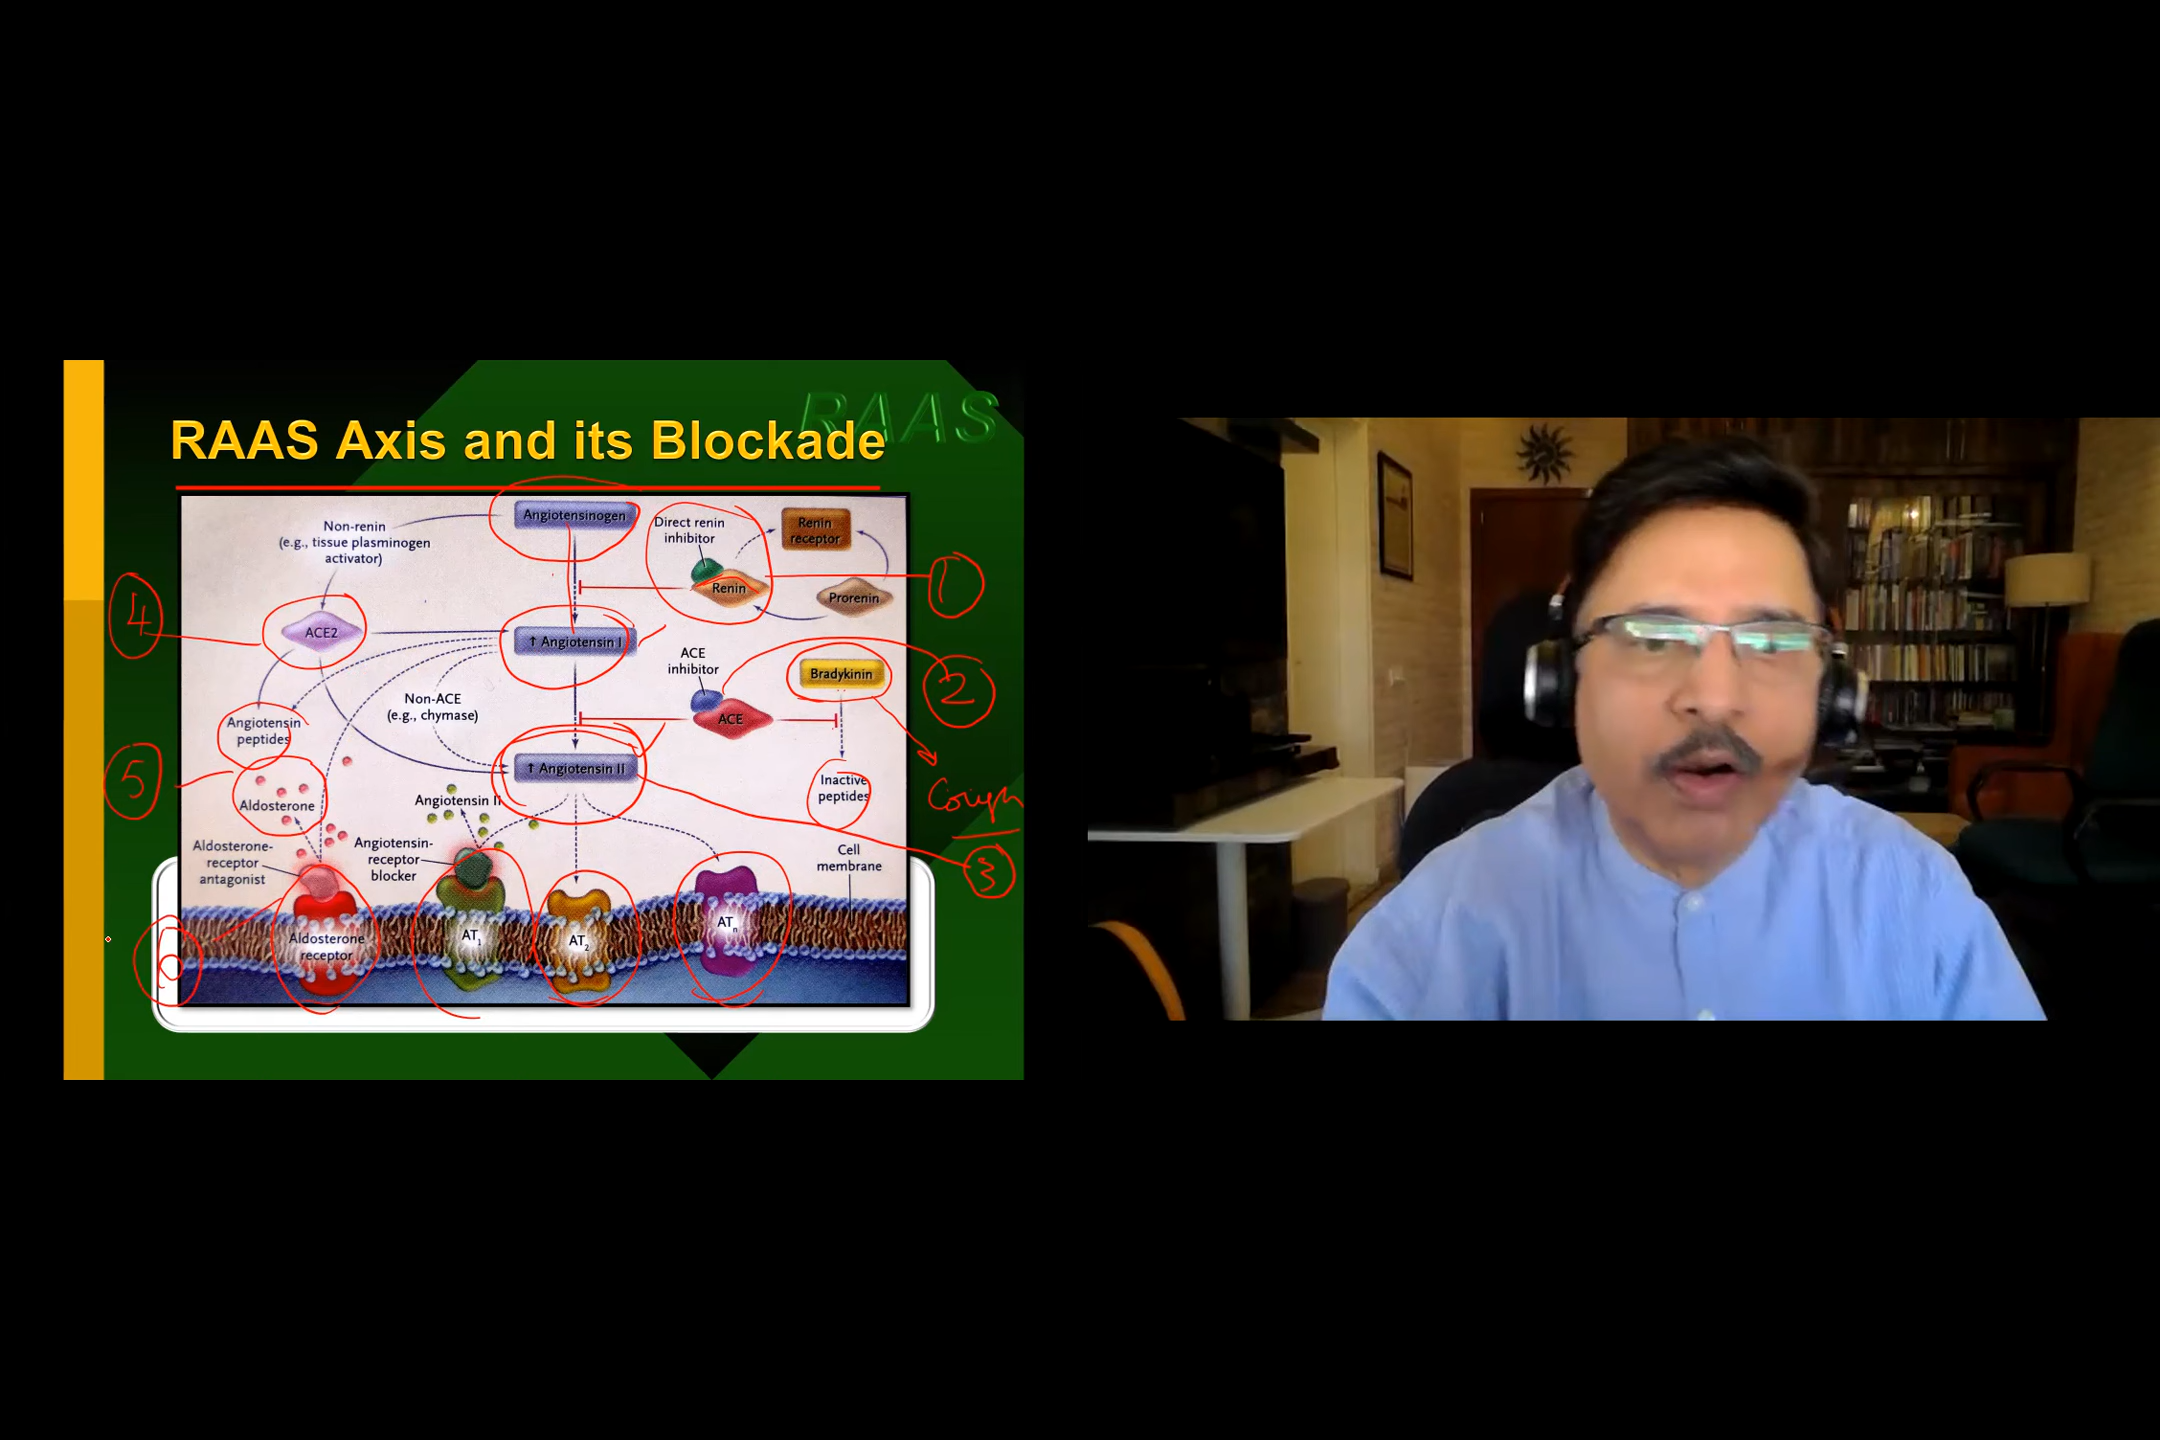 RAAS
RAAS Axis and its Blockade
Angiotensinogen
Non-renin
(e.g., tissue plasminogen
activator)
Direct renin
inhibitor
Renin
receptor
Renin
Prorenin
1
4
ACE2
↑ Angiotensin I
ACE
inhibitor
Bradykinin
2
Non-ACE
(e.g., chymase)
ACE
Angiotensin
peptides
↑ Angiotensin II
5
Aldosterone
Angiotensin II
Inactive
peptides
Cough
Aldosterone-
receptor
antagonist
Angiotensin-
receptor
blocker
Cell
membrane
3
Aldosterone
receptor
AT1
AT2
ATn
6